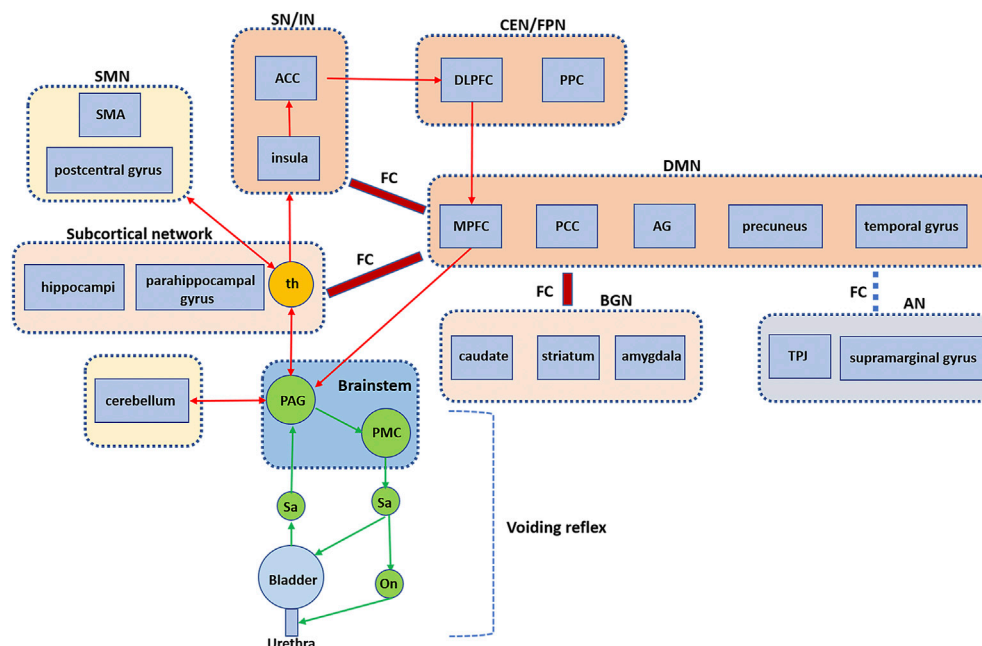 SN/IN
CEN/FPN
SMN
ACC
DLPFC
PPC
SMA
postcentral gyrus
insula
FC
DMN
MPFC
PCC
AG
precuneus
temporal gyrus
Subcortical network
hippocampi
parahippocampal
gyrus
th
FC
FC
BGN
FC
AN
caudate
striatum
amygdala
TPJ
supramarginal gyrus
Brainstem
cerebellum
PAG
PMC
Sa
Sa
Voiding reflex
Bladder
On
Urethra